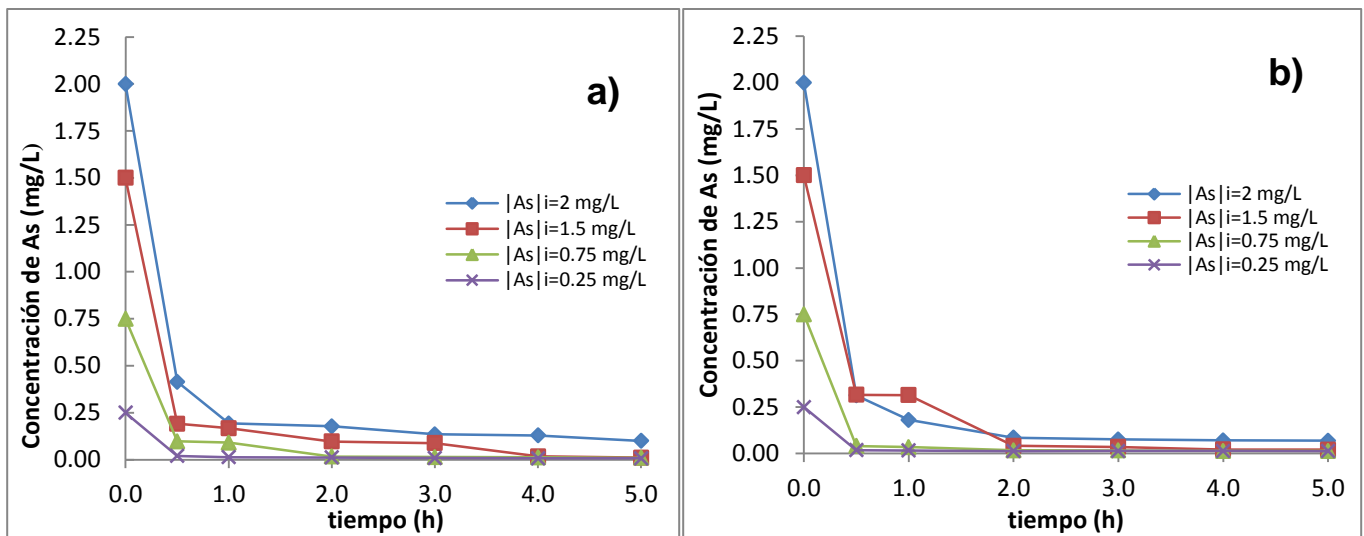 a)
Concentración de As (mg/L)
2.25
2.00
1.75
1.50
1.25
1.00
0.75
0.50
0.25
0.00
0.0 1.0 2.0 3.0 4.0 5.0
tiempo (h)
|As|i=2 mg/L
|As|i=1.5 mg/L
|As|i=0.75 mg/L
|As|i=0.25 mg/L
b)
Concentración de As (mg/L)
2.25
2.00
1.75
1.50
1.25
1.00
0.75
0.50
0.25
0.00
0.0 1.0 2.0 3.0 4.0 5.0
tiempo (h)
|As|i=2 mg/L
|As|i=1.5 mg/L
|As|i=0.75 mg/L
|As|i=0.25 mg/L